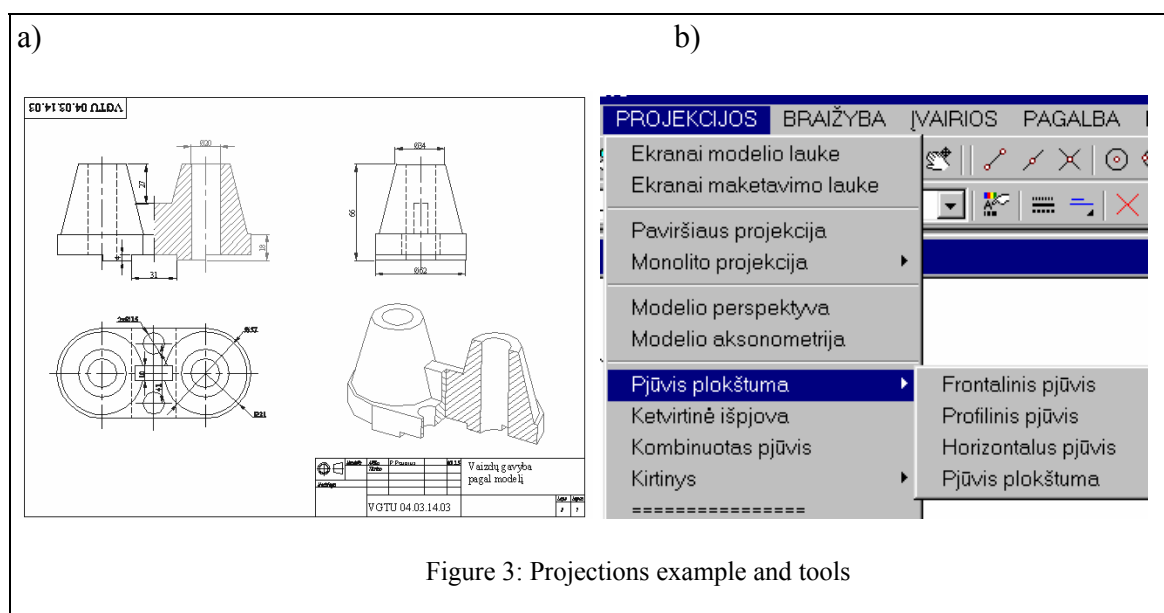 a)
b)
VGTU 04.03.14.03
Ø20
27
4
31
18
Ø34
66
Ø62
Vaizdų gavyba
pagal modelį
VGTU 04.03.14.03
PROJEKCIJOS BRAIŽYBA ĮVAIRIOS PAGALBA
Ekranai modelio lauke
Ekranai maketavimo lauke
Paviršiaus projekcija
Monolito projekcija
Modelio perspektyva
Modelio aksonometrija
Pjūvis plokštuma
Ketvirtinė išpjova
Kombinuotas pjūvis
Kirtinys
=================
Frontalinis pjūvis
Profilinis pjūvis
Horizontalus pjūvis
Pjūvis plokštuma
Figure 3: Projections example and tools